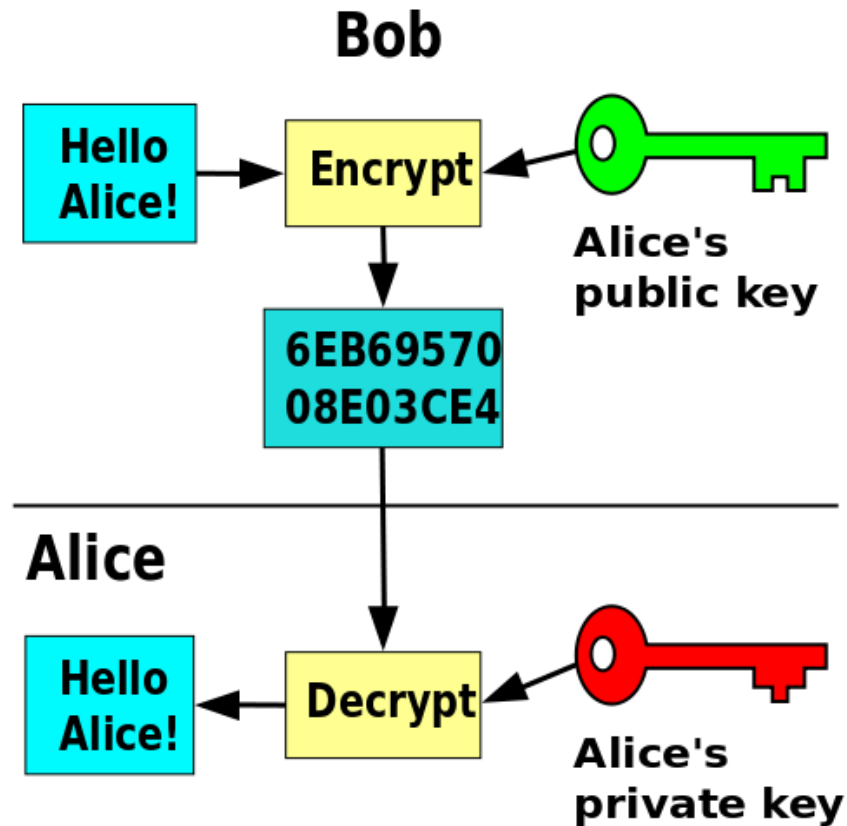 Bob
Hello
Alice!
Encrypt
Alice's
public key
6EB69570
08E03CE4
Alice
Hello
Alice!
Decrypt
Alice's
private key